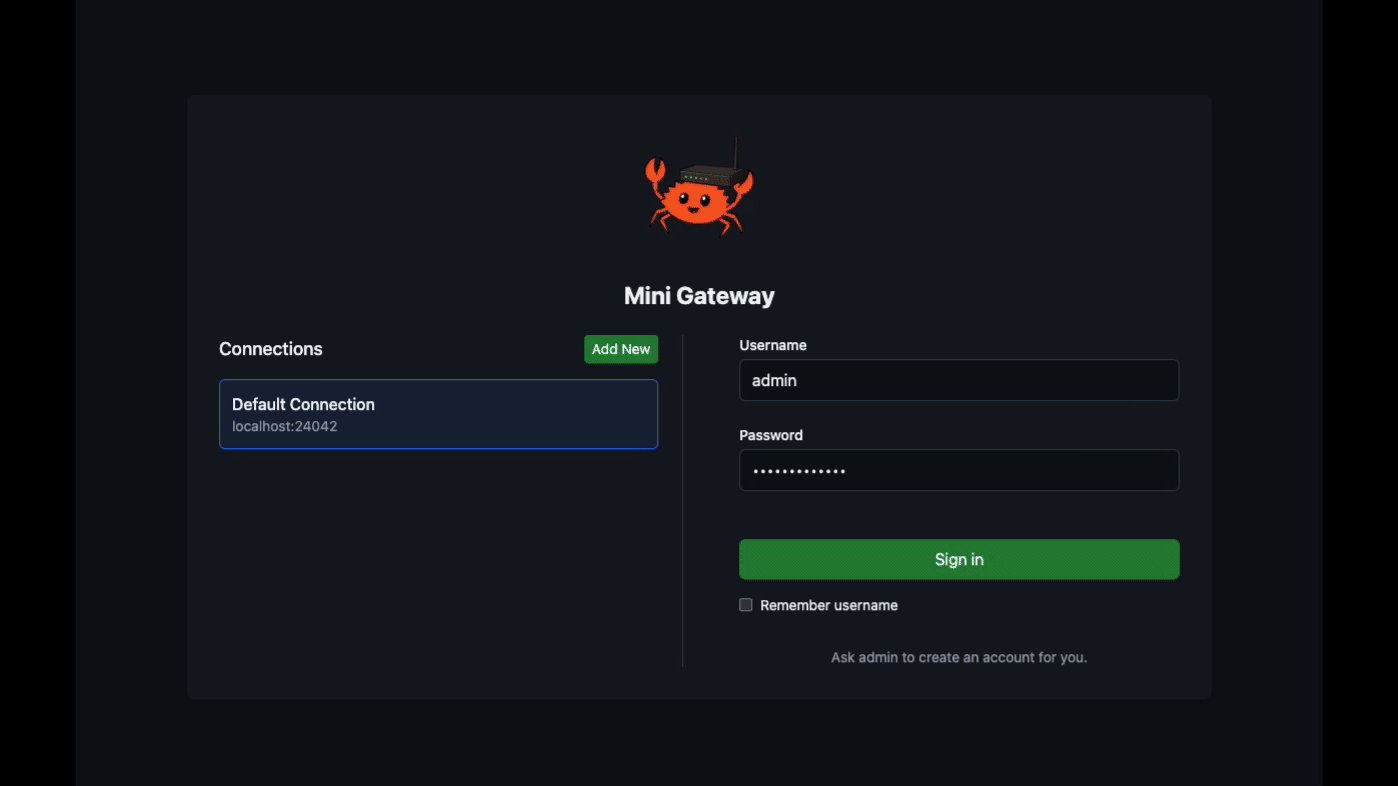 Mini Gateway
Connections
Add New
Default Connection
localhost:24042
Username
admin
Password
•••••••••••••
Sign in
Remember username
Ask admin to create an account for you.